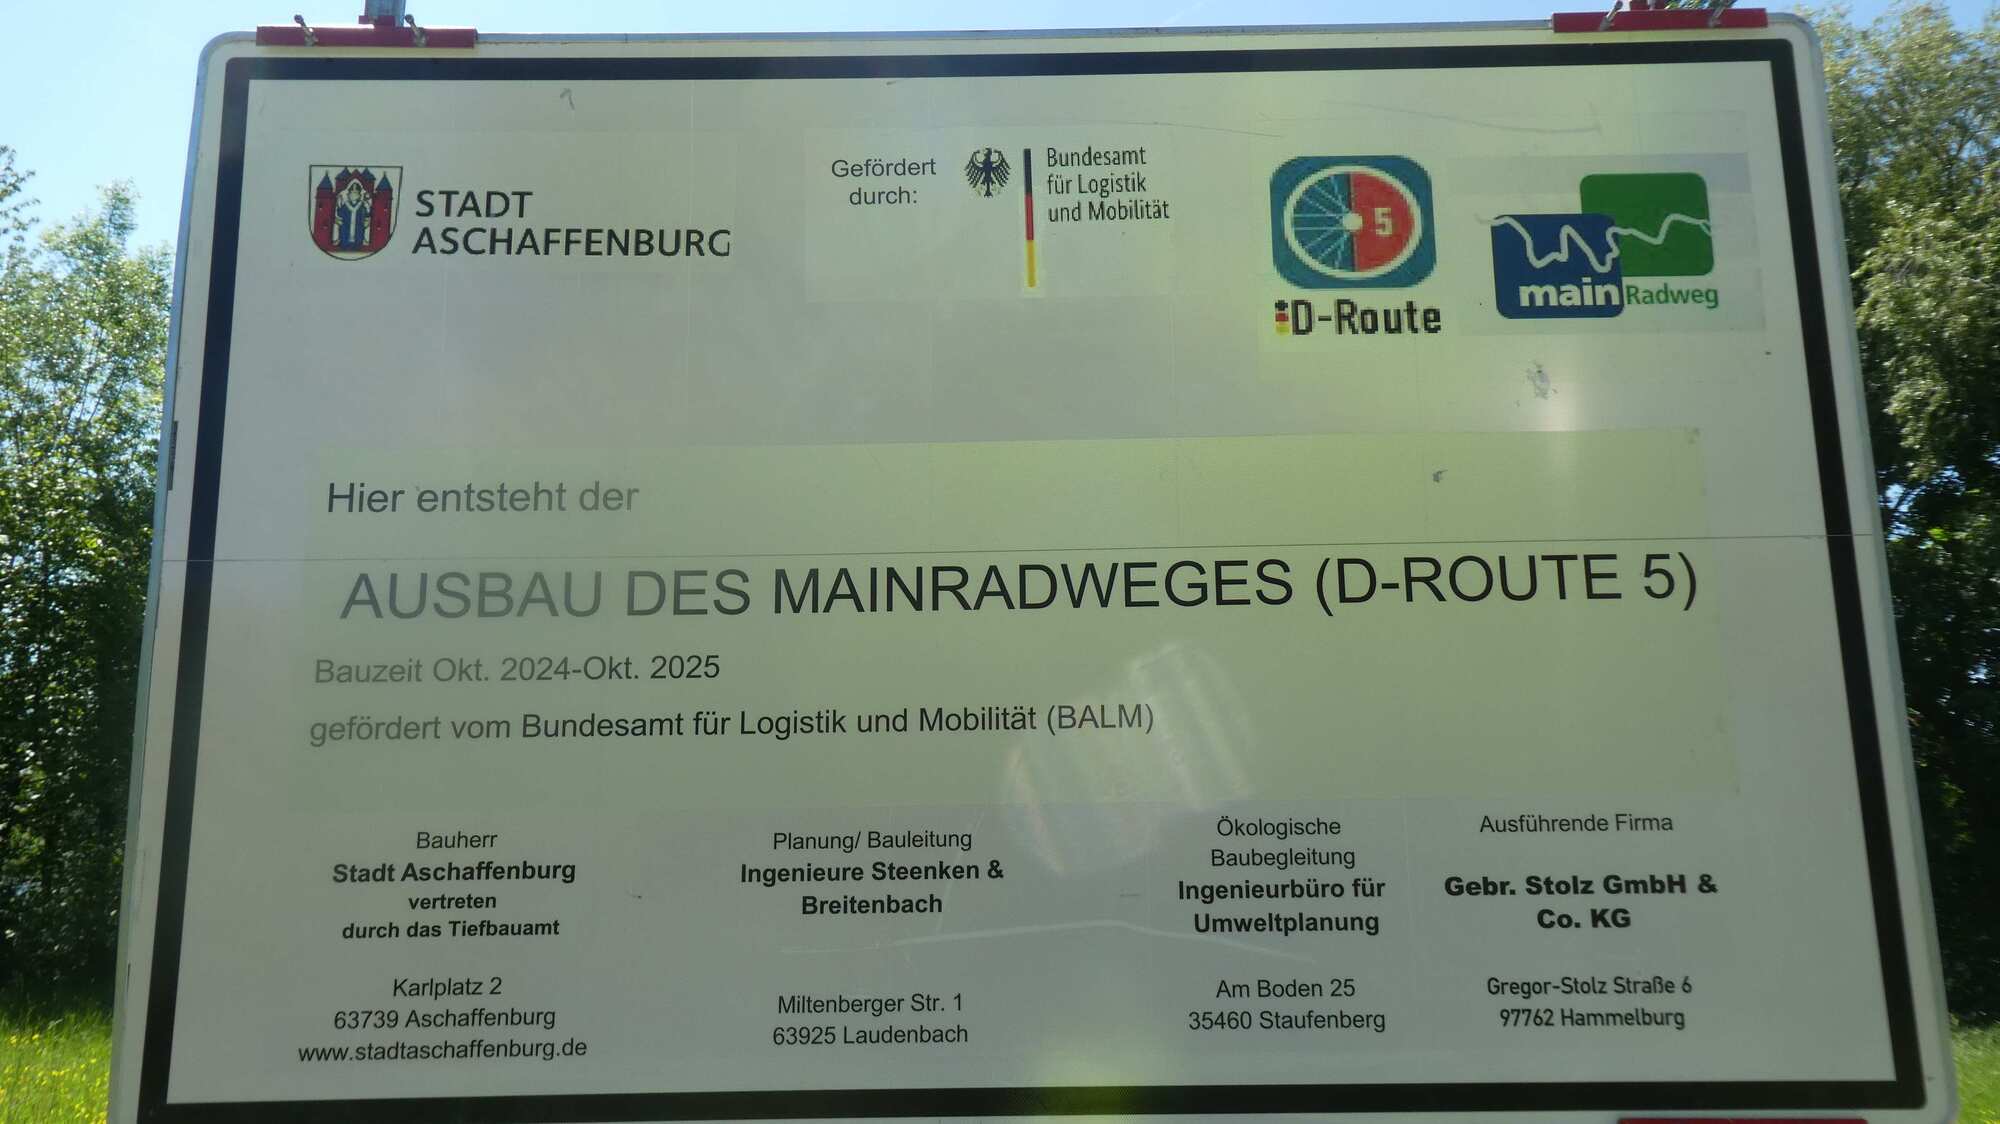 STADT
ASCHAFFENBURG
Gefördert
durch:
Bundesamt
für Logistik
und Mobilität
5
D-Route
main Radweg
Hier entsteht der
AUSBAU DES MAINRADWEGES (D-ROUTE 5)
Bauzeit Okt. 2024-Okt. 2025
gefördert vom Bundesamt für Logistik und Mobilität (BALM)
Bauherr
Stadt Aschaffenburg
vertreten
durch das Tiefbauamt
Karlplatz 2
63739 Aschaffenburg
www.stadtaschaffenburg.de
Planung/ Bauleitung
Ingenieure Steenken &
Breitenbach
Miltenberger Str. 1
63925 Laudenbach
Ökologische
Baubegleitung
Ingenieurbüro für
Umweltplanung
Am Boden 25
35460 Staufenberg
Ausführende Firma
Gebr. Stolz GmbH &
Co. KG
Gregor-Stolz Straße 6
97762 Hammelburg